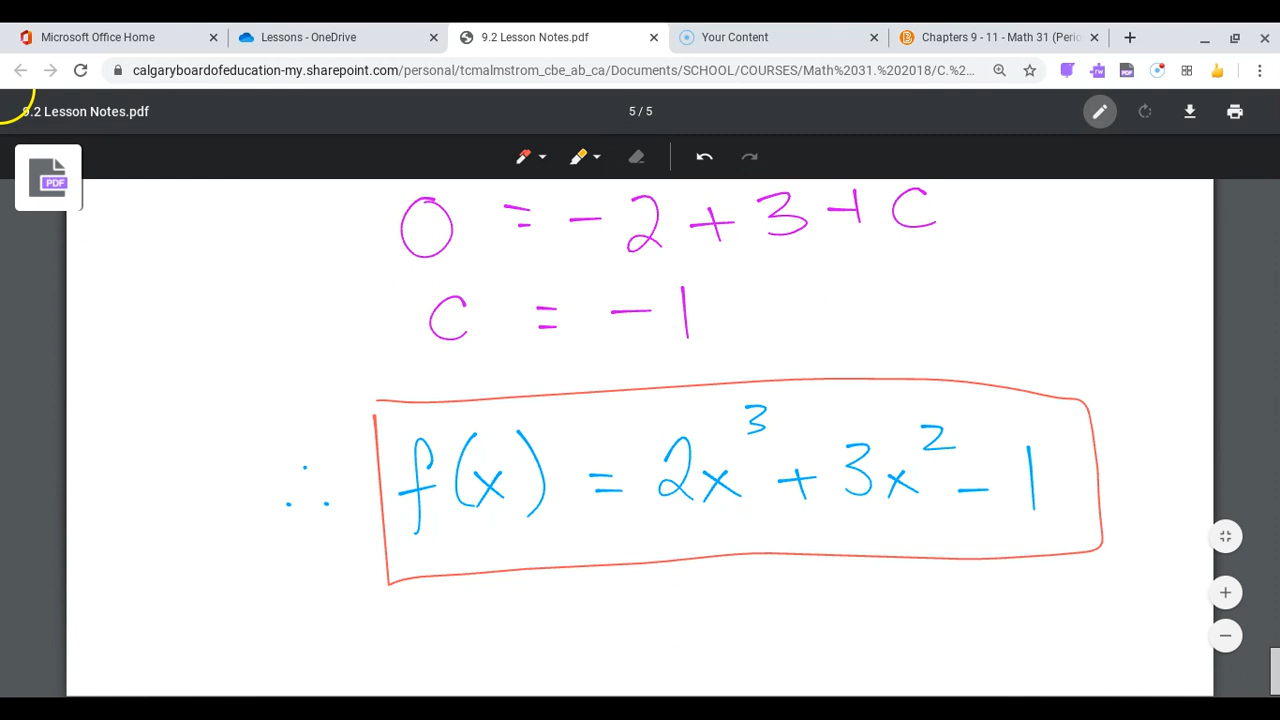 Microsoft Office Home
Lessons - OneDrive
9.2 Lesson Notes.pdf
Your Content
Chapters 9 - 11 - Math 31 (Perio
calgaryboardofeducation-my.sharepoint.com/personal/tcmalmstrom_cbe_ab_ca/Documents/SCHOOL/COURSES/Math%2031.%202018/C.%2...
9.2 Lesson Notes.pdf
5 / 5
PDF
0 = - 2 + 3 + C
C = - 1
∴ f(x) = 2x³ + 3x² - 1